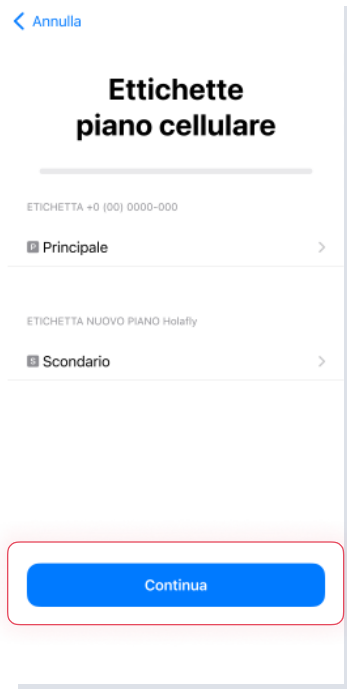 Annulla
Ettichette
piano cellulare
ETICHETTA +0 (00) 0000-000
P Principale
ETICHETTA NUOVO PIANO Holafly
S Scondario
Continua